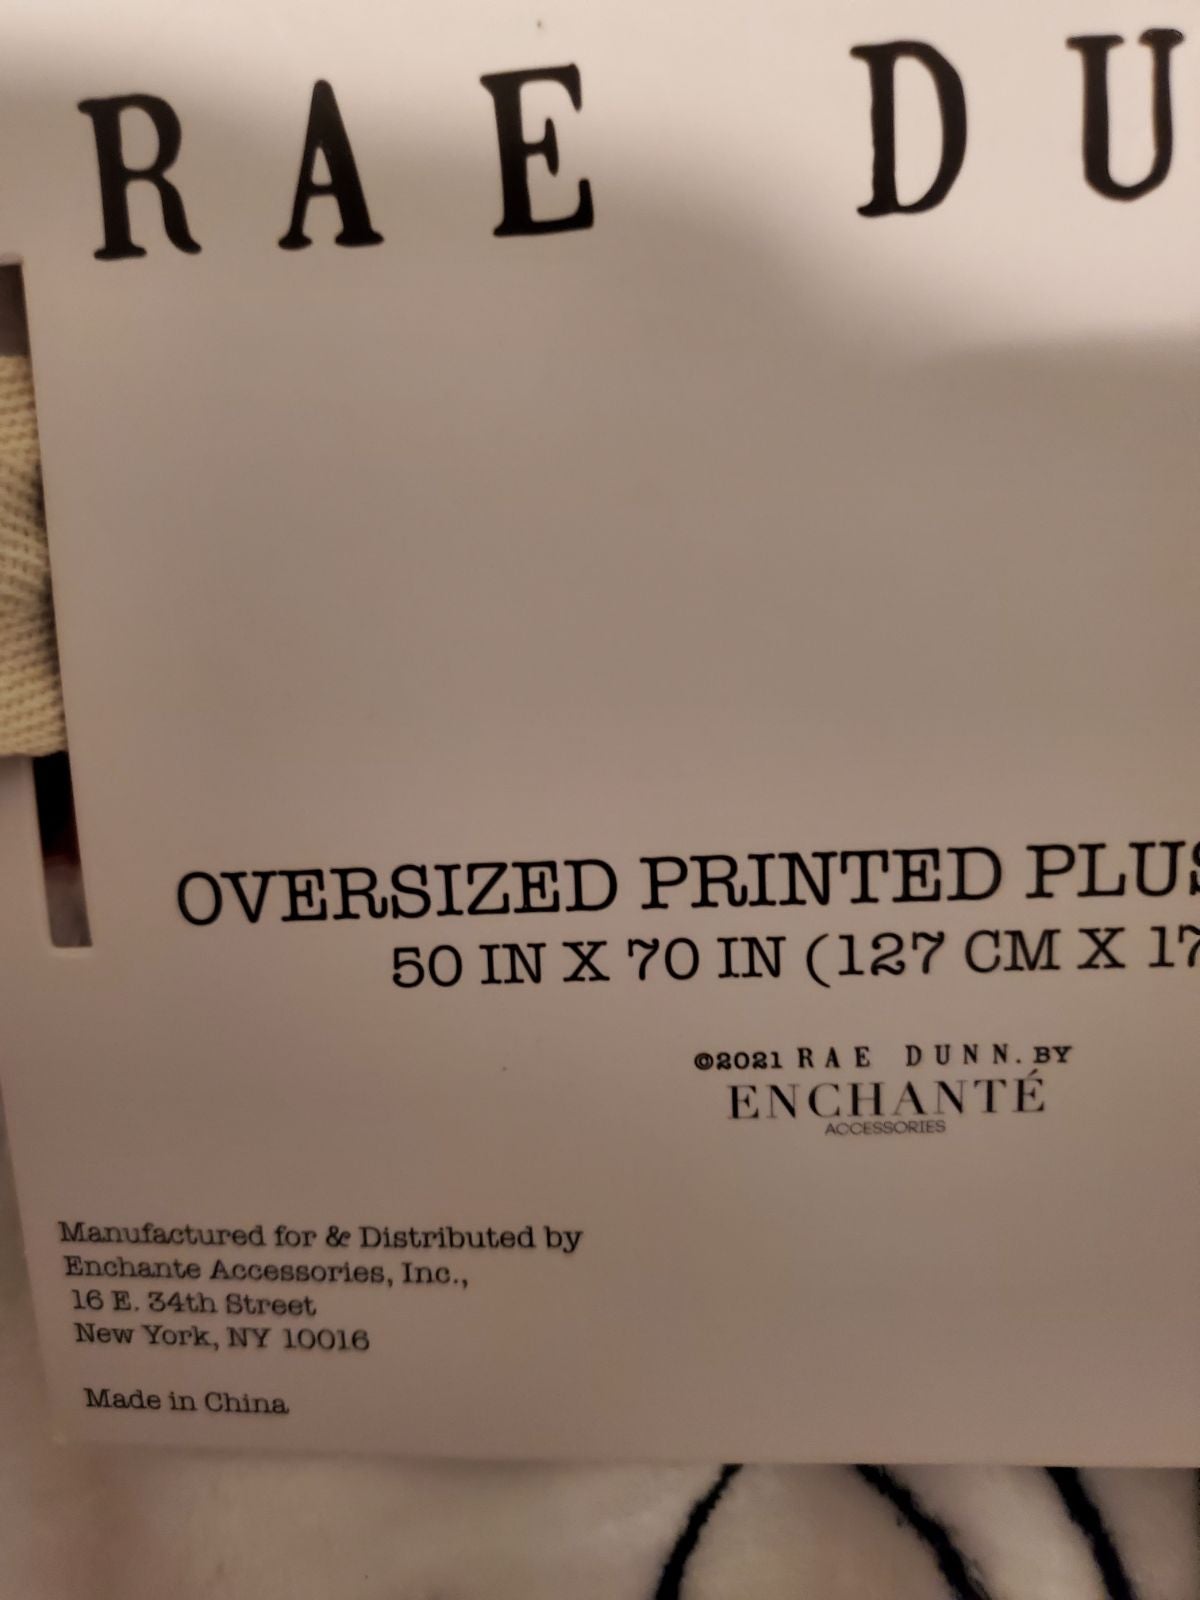 RAE DU
OVERSIZED PRINTED PLUS
50 IN X 70 IN (127 CM X 17
©2021 RAE DUNN. BY
ENCHANTÉ
ACCESSORIES
Manufactured for & Distributed by
Enchante Accessories, Inc.,
16 E. 34th Street
New York, NY 10016
Made in China